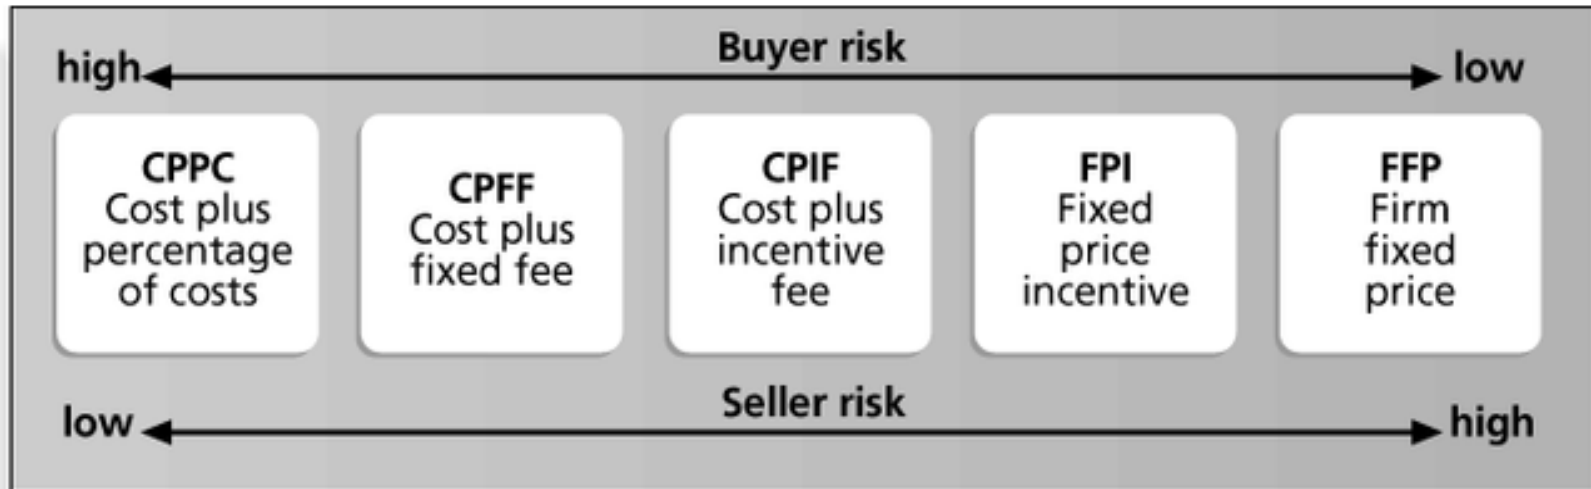 Buyer risk
high low
CPPC
Cost plus
percentage
of costs
CPFF
Cost plus
fixed fee
CPIF
Cost plus
incentive
fee
FPI
Fixed
price
incentive
FFP
Firm
fixed
price
Seller risk
low high